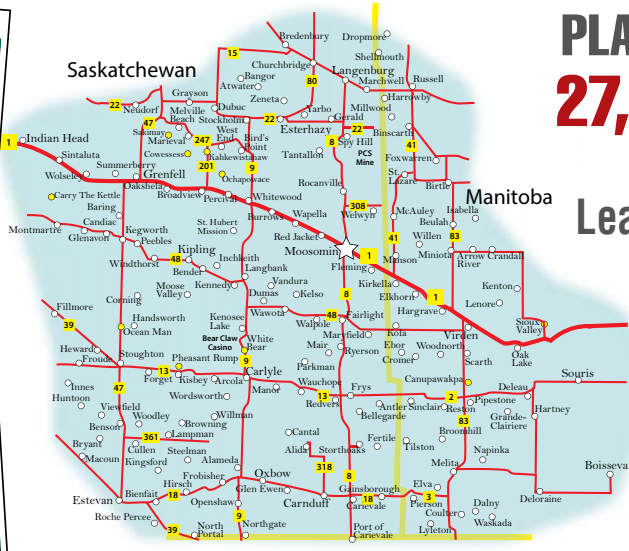 PLA
27,
Lea
Saskatchewan
Manitoba
Bredenbury
Dropmore
15
Shellmouth
Churchbridge
Langenburg
Bangor
Atwater
80
Marchwell
Russell
Grayson
Zeneta
Harrowby
22
Neudorf
Melville
Dubuc
Yarbo
Millwood
47
Beach
Stockholm
22
Gerald
Sakimay
West End
Bird's Point
Esterhazy
22
Binscarth
Marieval
247
8
Spy Hill
41
1
Indian Head
Cowessess
Kahkewistahaw
Tantallon
PCS Mine
Foxwarren
Sintaluta
201
9
Summerberry
Ochapowace
St. Lazare
Wolseley
Grenfell
Rocanville
Birtle
Oakshela
Carry The Kettle
Broadview
Percival
Whitewood
308
Baring
Burrows
Wapella
Welwyn
McAuley
Isabella
Montmartre
Candiac
St. Hubert Mission
Beulah
Glenavon
Kegworth
Red Jacket
41
Willen
83
Peebles
Moosomin
1
Kipling
Manson
Miniota
Arrow River
Crandall
Windthorst
48
Inchkeith
Fleming
Bender
Langbank
Kirkella
Moose Valley
Kennedy
Vandura
8
Elkhorn
1
Kenton
Corning
Dumas
Kelso
Lenore
Fillmore
Handsworth
Kenosee Lake
Wawota
48
Fairlight
Hargrave
Sioux Valley
39
Ocean Man
Walpole
Kola
Virden
Bear Claw Casino
White Bear
Maryfield
Heward
Stoughton
Mair
Ryerson
Ebor
Woodnorth
Oak Lake
Froude
Pheasant Rump
9
Parkman
Cromer
Scarth
13
Carlyle
Souris
Forget
Kisbey
Arcola
Wauchope
Canupawakpa
Innes
47
Manor
13
Frys
Deleau
Huntoon
Wordsworth
Redvers
2
Pipestone
Viewfield
Willmar
Antler
Sinclair
Reston
Hartney
Woodley
Browning
Bellegarde
83
Grande-Clairiere
Benson
361
Lampman
Cantal
Fertile
Broomhill
Bryant
Cullen
Steelman
Alida
Storthoaks
Tilston
Napinka
Macoun
Kingsford
Alameda
318
Melita
Boisseva
Frobisher
Oxbow
8
Hirsch
Glen Ewen
Gainsborough
Elva
Estevan
Bienfait
18
Openshaw
Carnduff
18
3
Deloraine
Carievale
Pierson
Dalny
Roche Percee
9
Coulter
Waskada
39
North Portal
Northgate
Port of Carievale
Lyleton